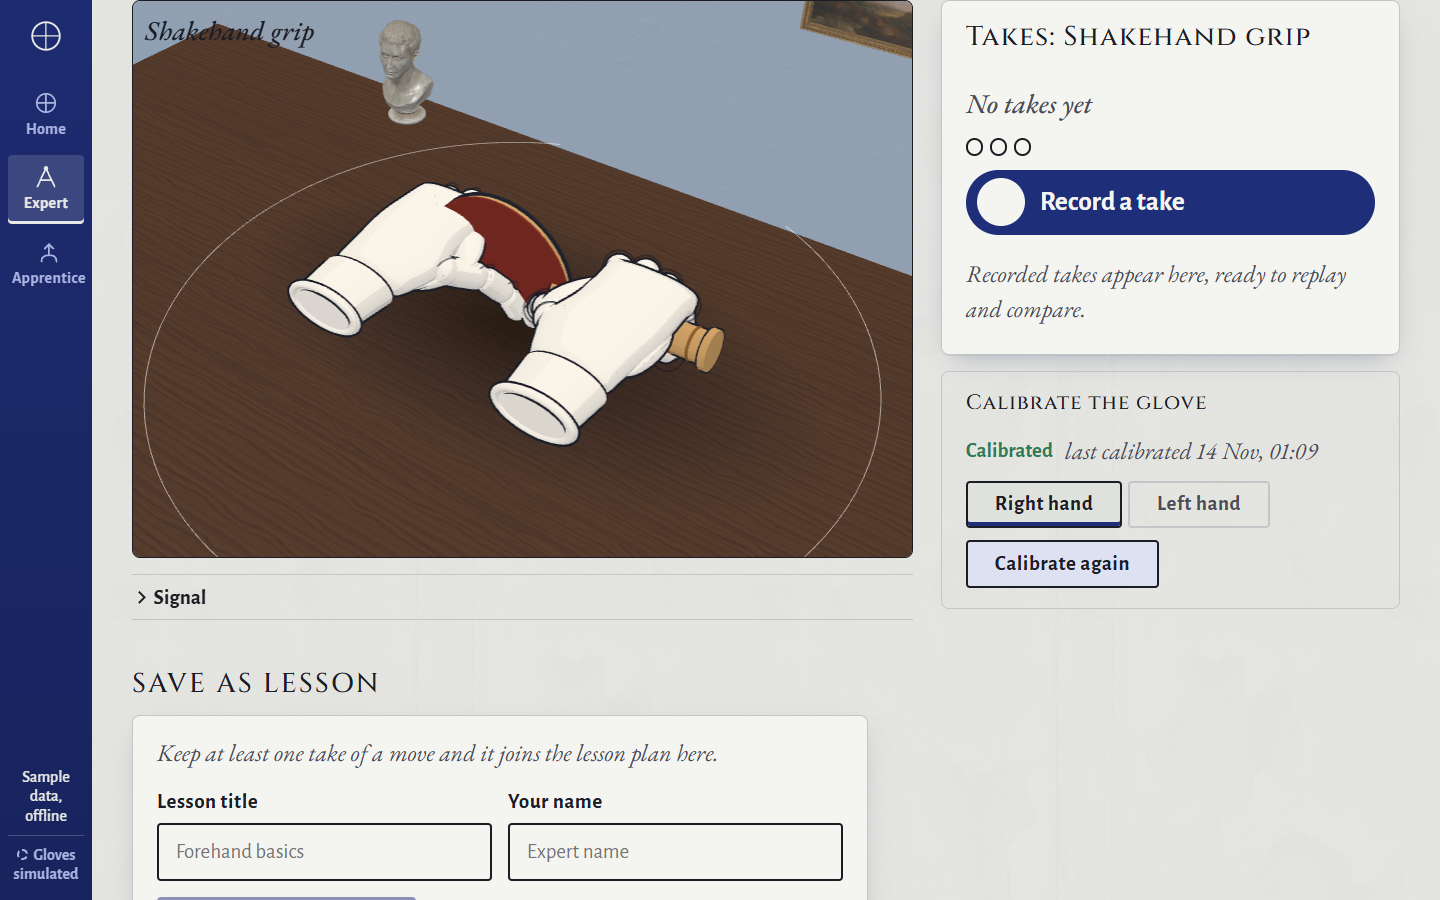 Home
Expert
Apprentice
Sample
data,
offline
Gloves
simulated
Shakehand grip
Signal
SAVE AS LESSON
Keep at least one take of a move and it joins the lesson plan here.
Lesson title
Your name
Forehand basics
Expert name
Takes: Shakehand grip
No takes yet
Record a take
Recorded takes appear here, ready to replay
and compare.
Calibrate the glove
Calibrated last calibrated 14 Nov, 01:09
Right hand
Left hand
Calibrate again